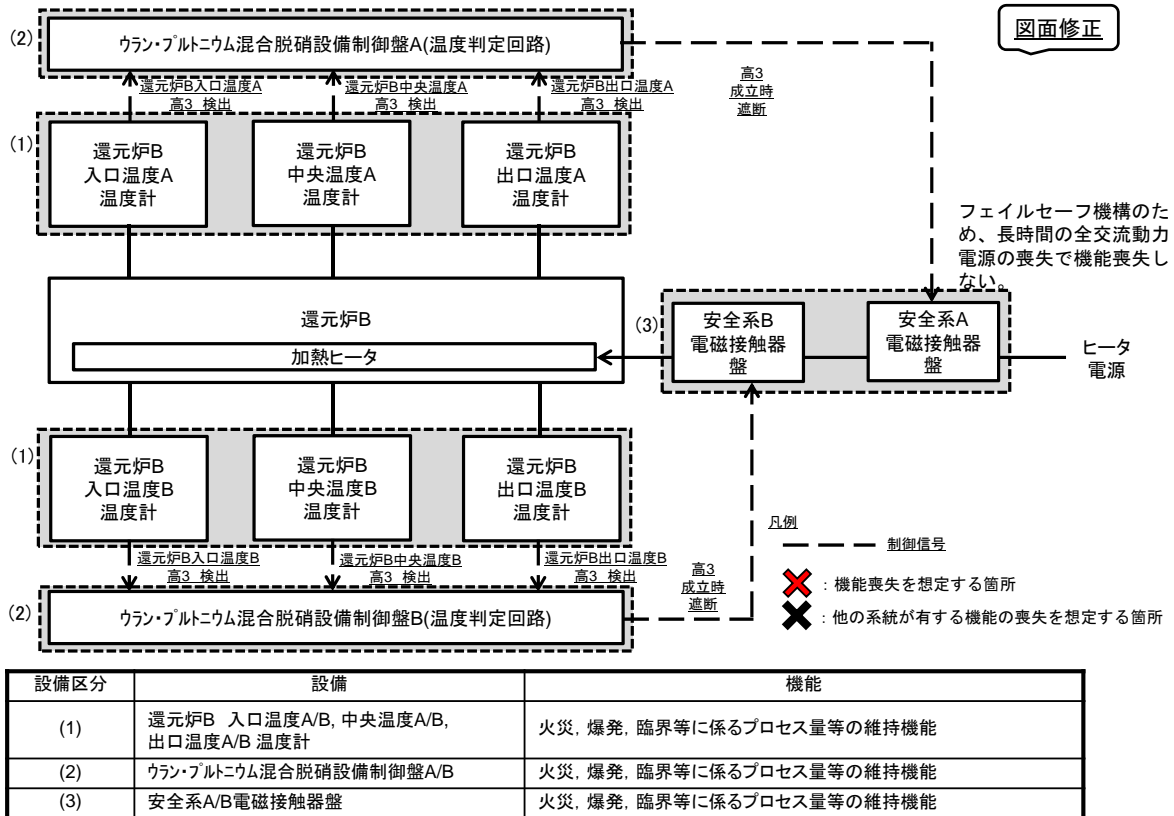 図面修正
(2)
ウラン・プルトニウム混合脱硝設備制御盤A(温度判定回路)
還元炉B入口温度A
高3 検出
還元炉B中央温度A
高3 検出
還元炉B出口温度A
高3 検出
高3
成立時
遮断
(1)
還元炉B
入口温度A
温度計
還元炉B
中央温度A
温度計
還元炉B
出口温度A
温度計
フェイルセーフ機構のた
め、長時間の全交流動力
電源の喪失で機能喪失し
ない。
還元炉B
加熱ヒータ
(3)
安全系B
電磁接触器
盤
安全系A
電磁接触器
盤
ヒータ
電源
(1)
還元炉B
入口温度B
温度計
還元炉B
中央温度B
温度計
還元炉B
出口温度B
温度計
還元炉B入口温度B
高3 検出
還元炉B中央温度B
高3 検出
還元炉B出口温度B
高3 検出
高3
成立時
遮断
(2)
ウラン・プルトニウム混合脱硝設備制御盤B(温度判定回路)
凡例
制御信号
：機能喪失を想定する箇所
：他の系統が有する機能の喪失を想定する箇所
設備区分 設備 機能
(1) 還元炉B 入口温度A/B, 中央温度A/B,
出口温度A/B 温度計 火災, 爆発, 臨界等に係るプロセス量等の維持機能
(2) ウラン・プルトニウム混合脱硝設備制御盤A/B 火災, 爆発, 臨界等に係るプロセス量等の維持機能
(3) 安全系A/B電磁接触器盤 火災, 爆発, 臨界等に係るプロセス量等の維持機能